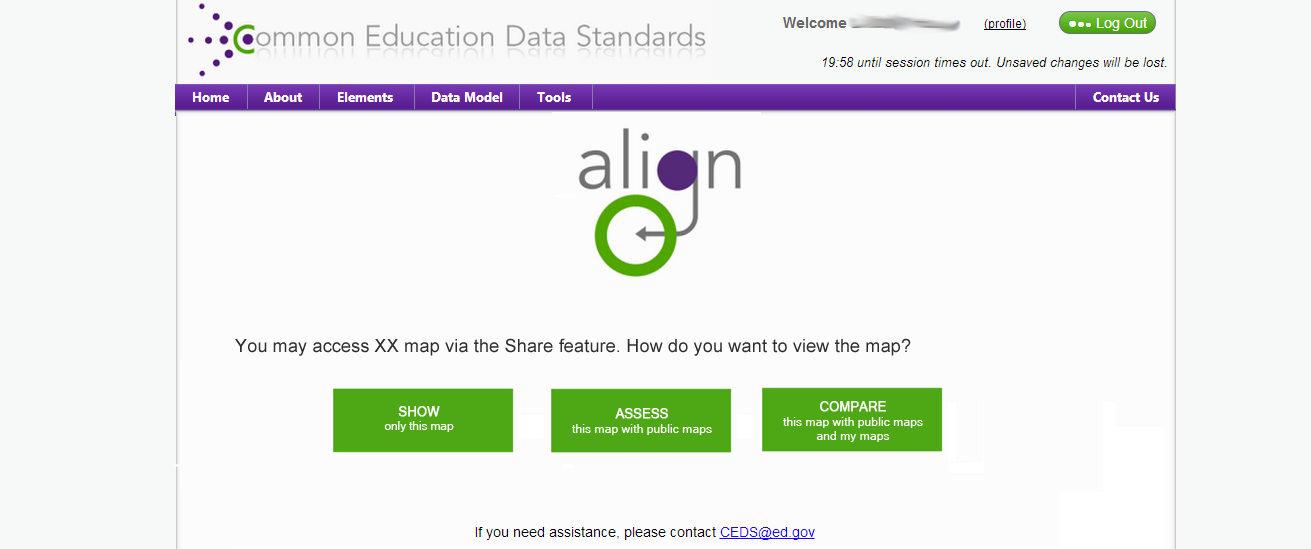 Common Education Data Standards
Welcome
(profile)
Log Out
19:58 until session times out. Unsaved changes will be lost.
Home About Elements Data Model Tools Contact Us
align
You may access XX map via the Share feature. How do you want to view the map?
SHOW
only this map
ASSESS
this map with public maps
COMPARE
this map with public maps
and my maps
If you need assistance, please contact CEDS@ed.gov